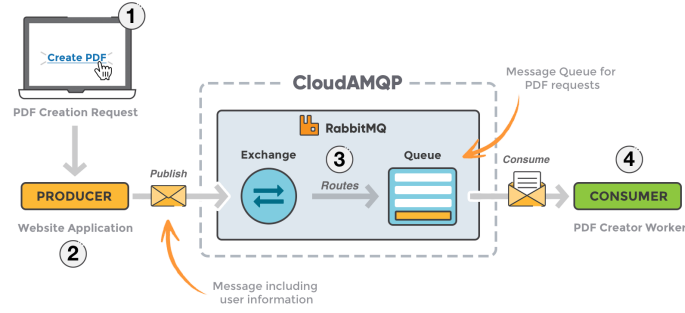 1
Create PDF
PDF Creation Request
CloudAMQP
Message Queue for
PDF requests
RabbitMQ
Exchange
3
Queue
Publish
Routes
Consume
4
PRODUCER
CONSUMER
Website Application
PDF Creator Worker
2
Message including
user information